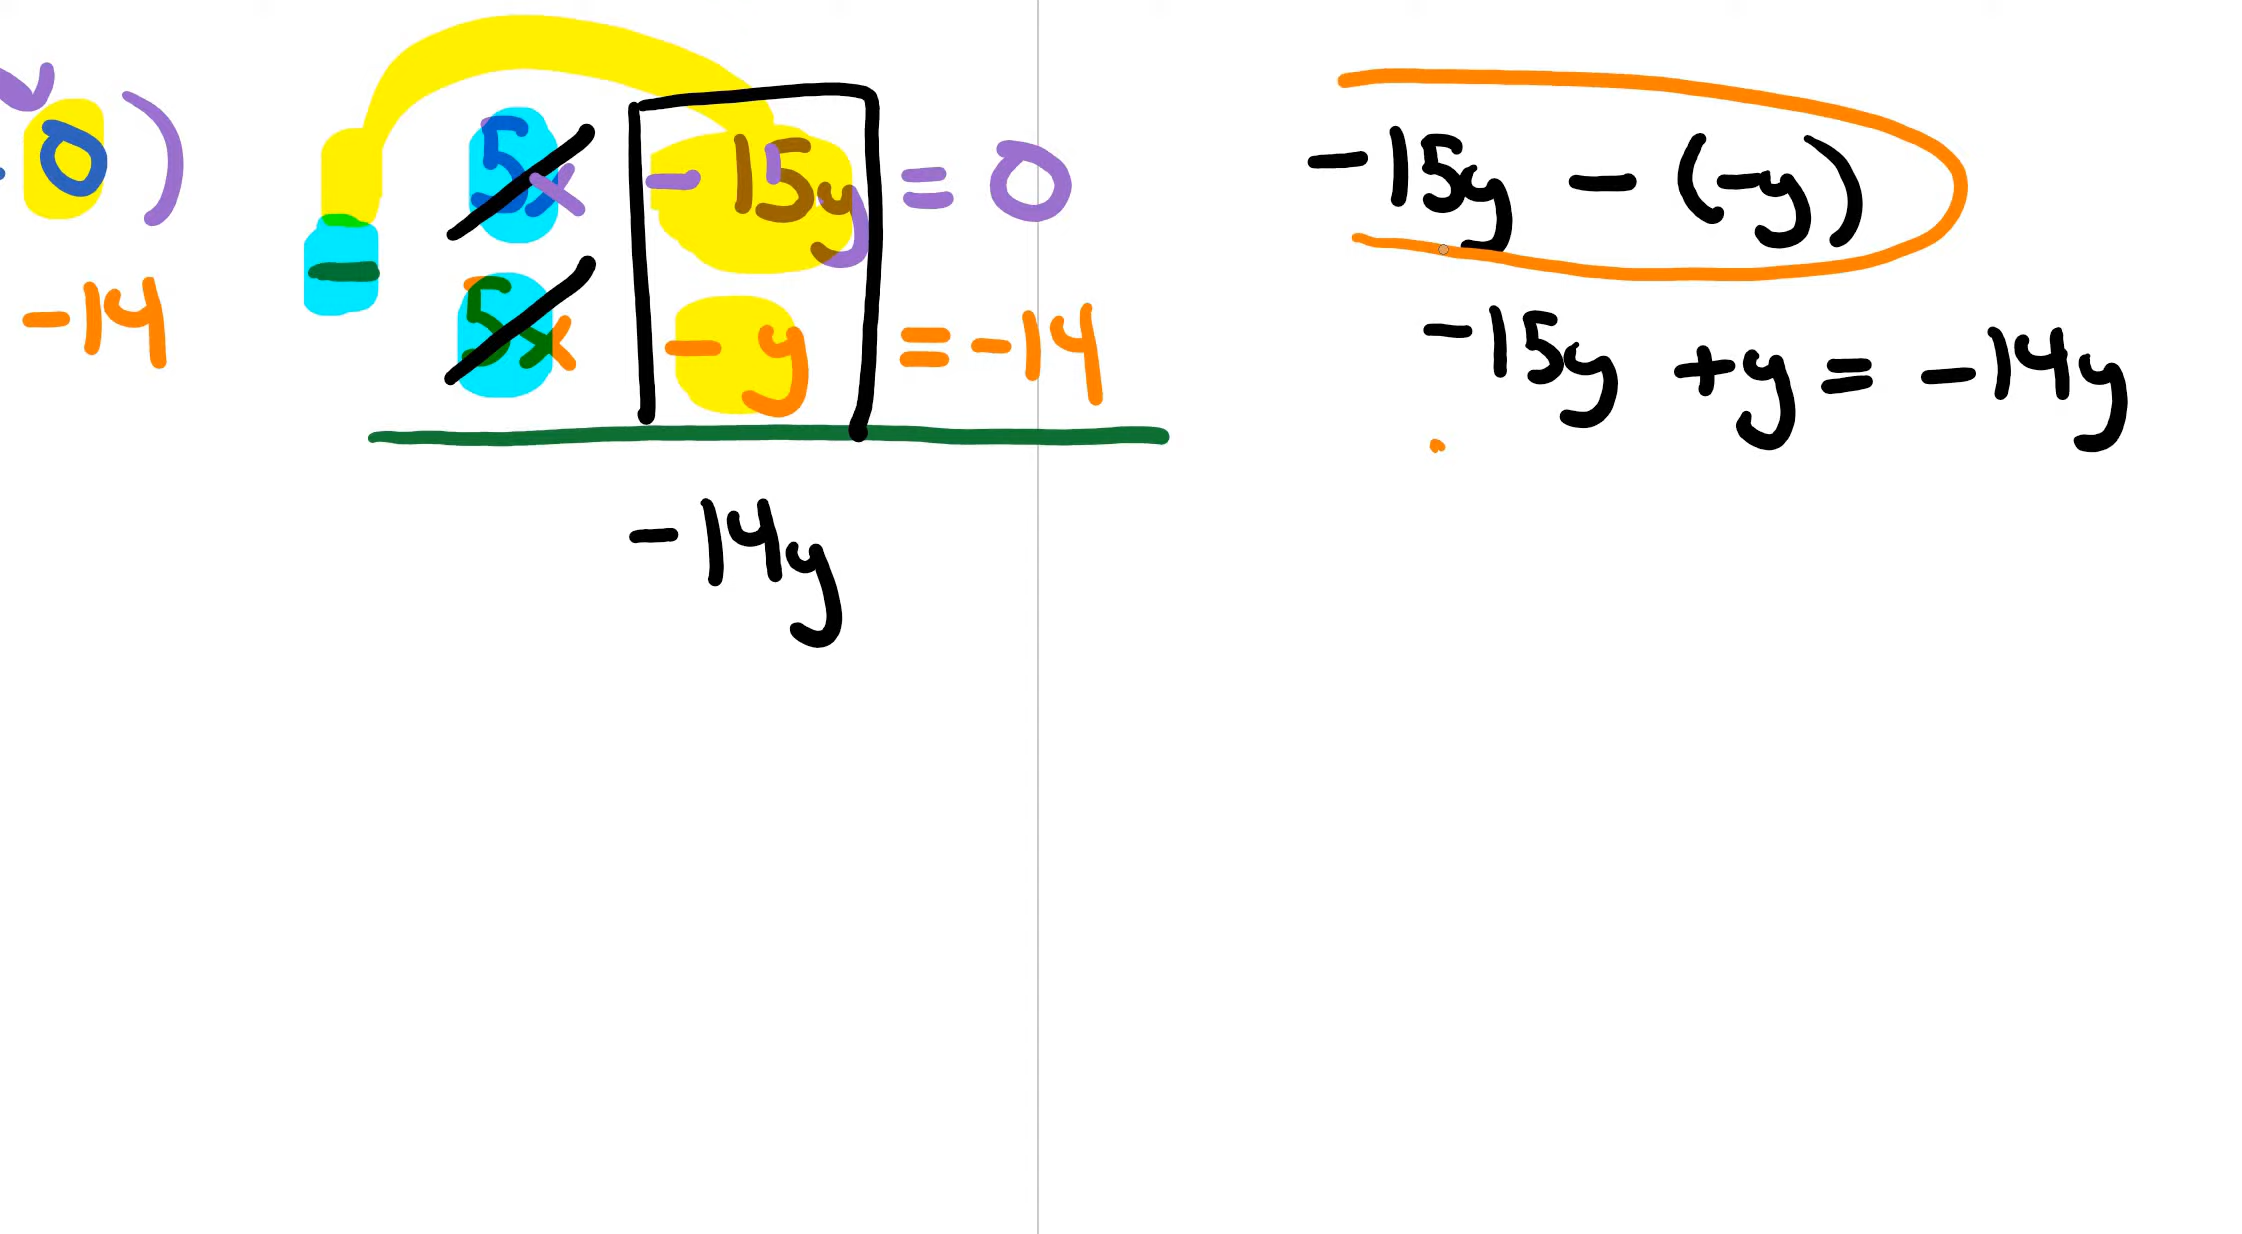 0)
-14
5x - 15y = 0
- 5x - y = -14
-14y
-15y - (-y)
-15y + y = -14y